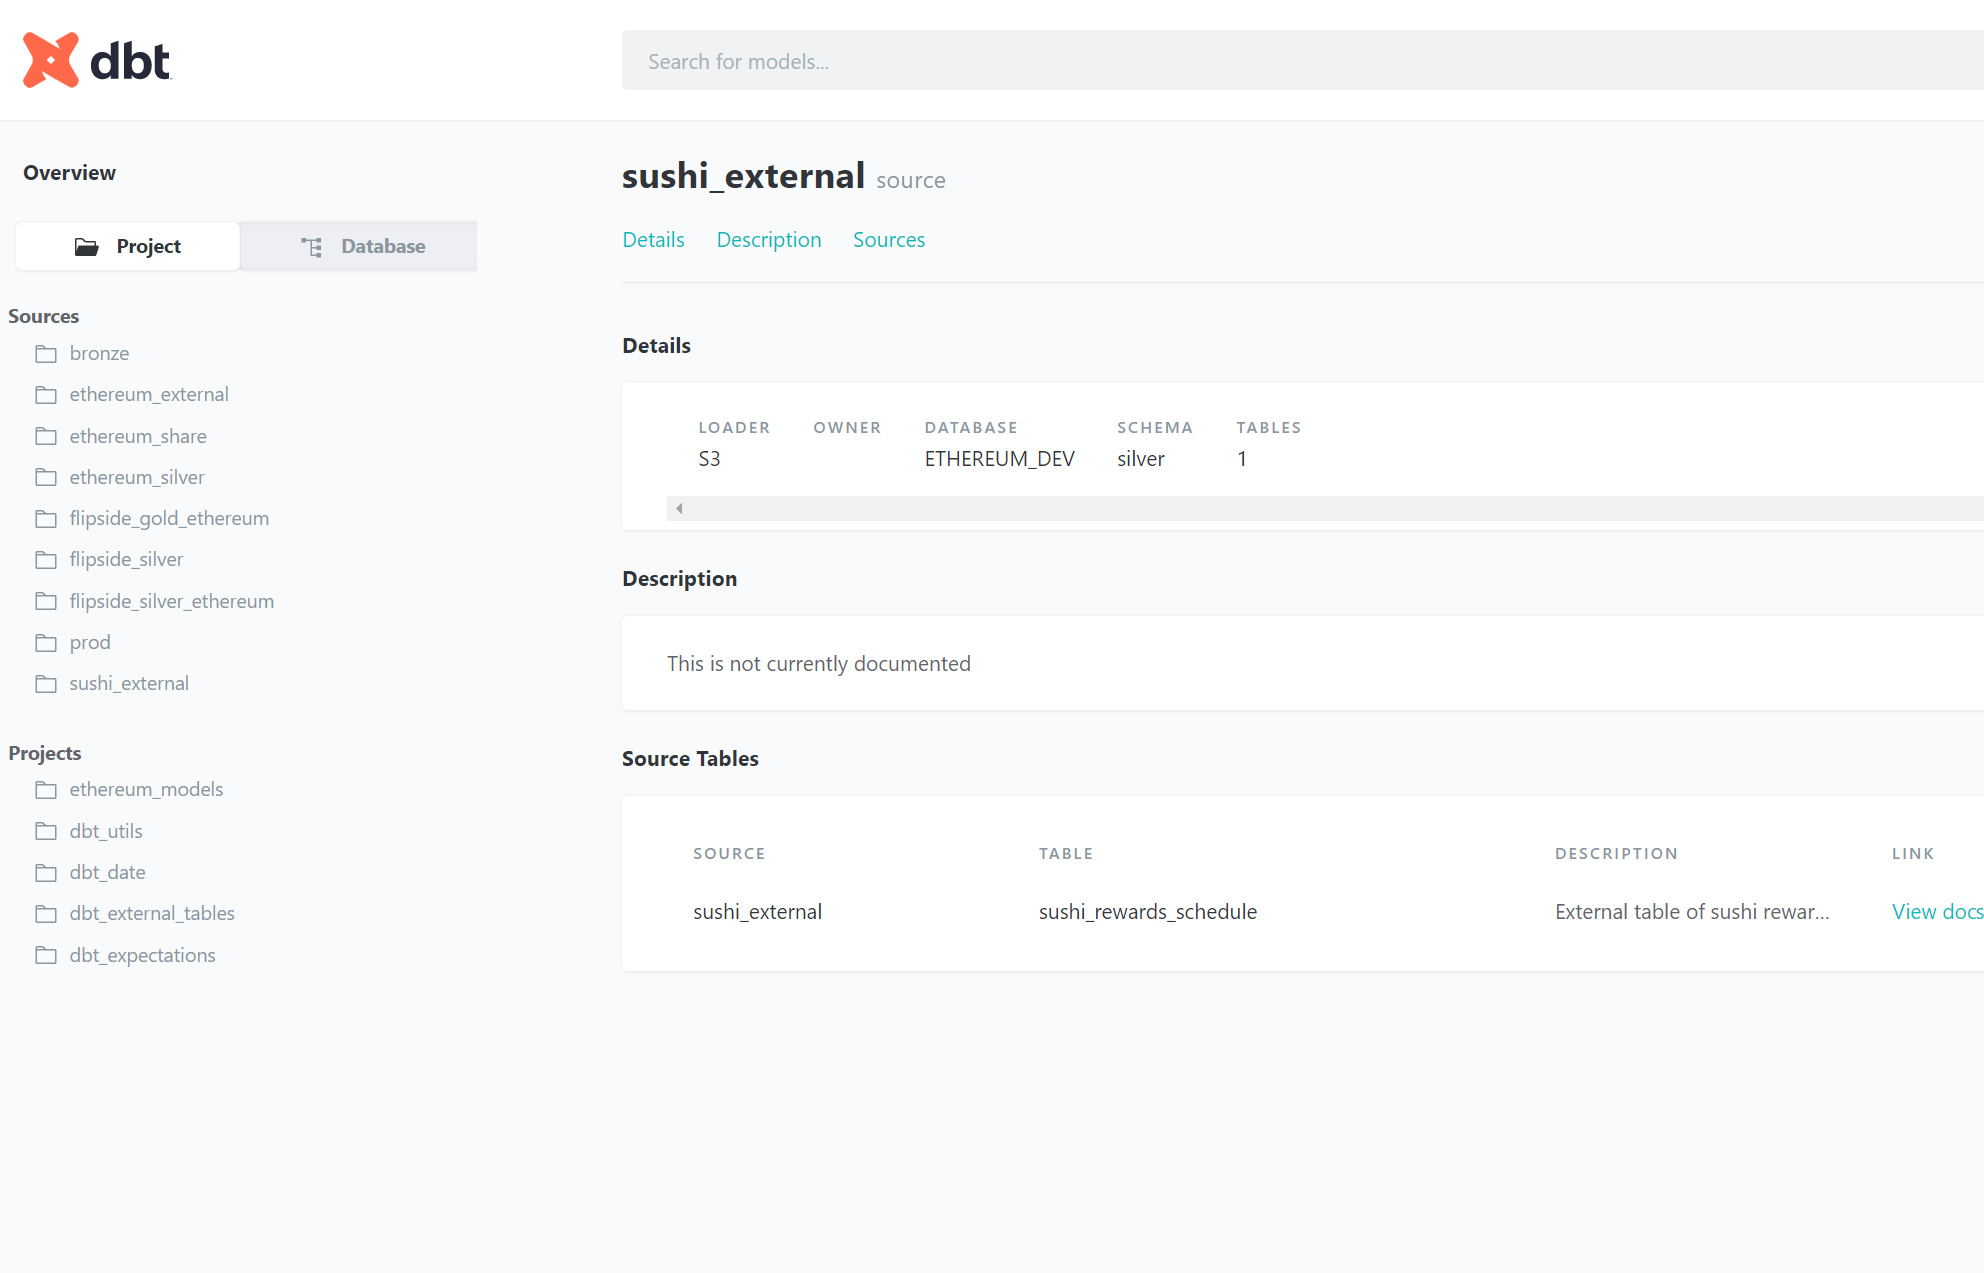 dbt
Search for models...
Overview
Project
Database
Sources
bronze
ethereum_external
ethereum_share
ethereum_silver
flipside_gold_ethereum
flipside_silver
flipside_silver_ethereum
prod
sushi_external
Projects
ethereum_models
dbt_utils
dbt_date
dbt_external_tables
dbt_expectations
sushi_external source
Details Description Sources
Details
LOADER OWNER DATABASE SCHEMA TABLES
S3 ETHEREUM_DEV silver 1
Description
This is not currently documented
Source Tables
SOURCE TABLE DESCRIPTION LINK
sushi_external sushi_rewards_schedule External table of sushi rewar... View docs